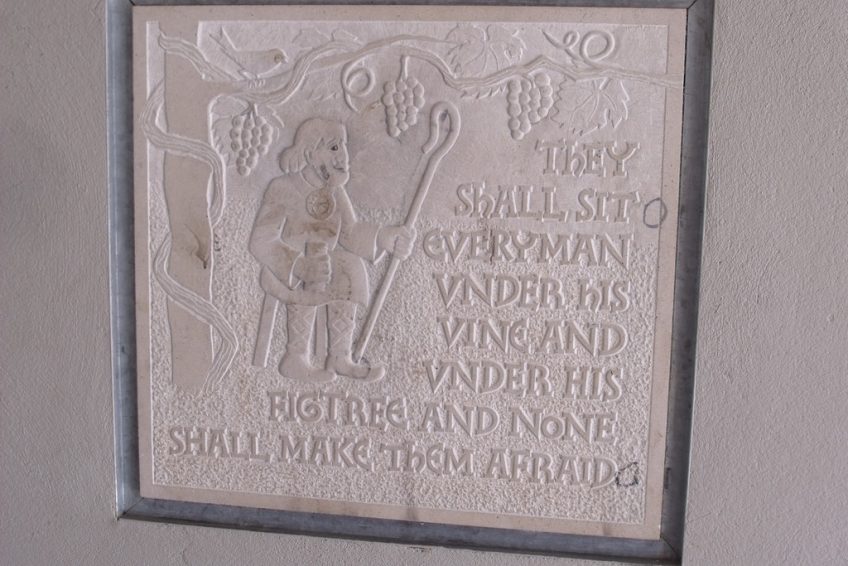 THEY
SHALL SIT
EVERYMAN
VNDER HIS
VINE AND
VNDER HIS
FIGTREE AND NONE
SHALL MAKE THEM AFRAID